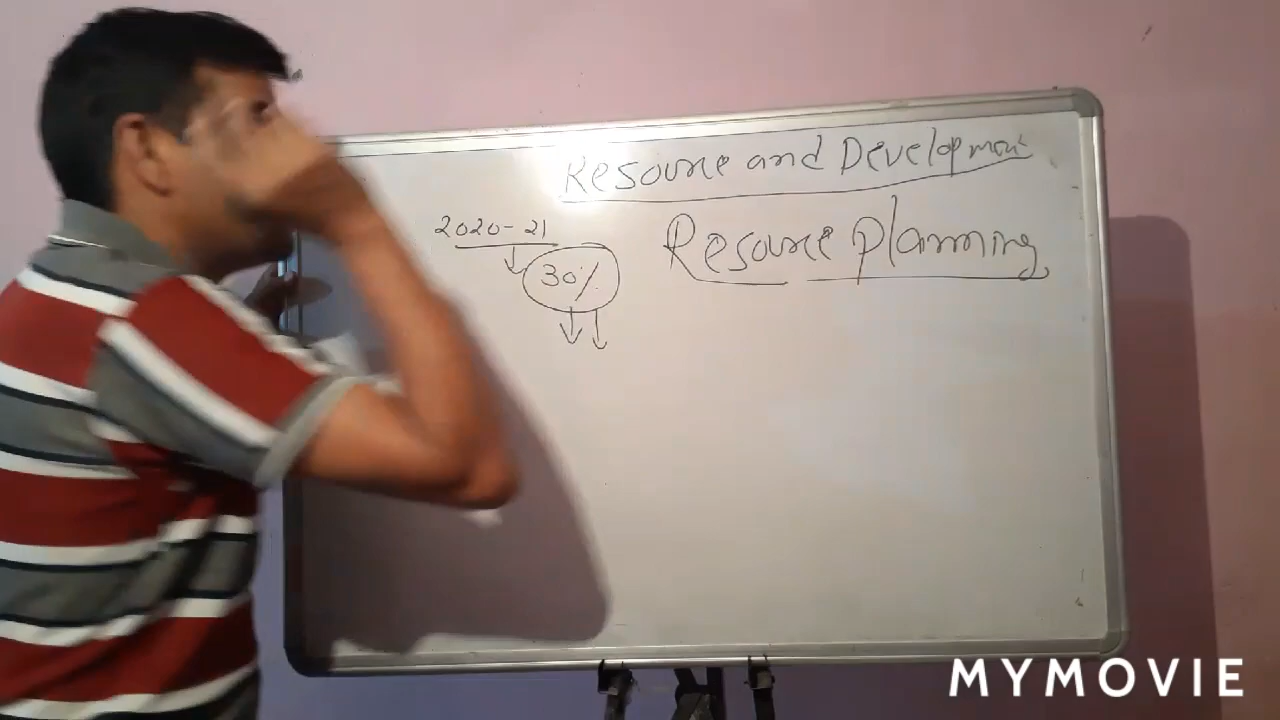 Resource and Development
2020-21
Resource planning
30%
MYMOVIE